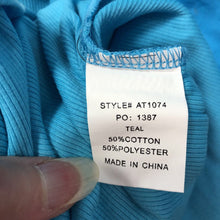 STYLE# AT1074
PO: 1387
TEAL
50%COTTON
50%POLYESTER
MADE IN CHINA